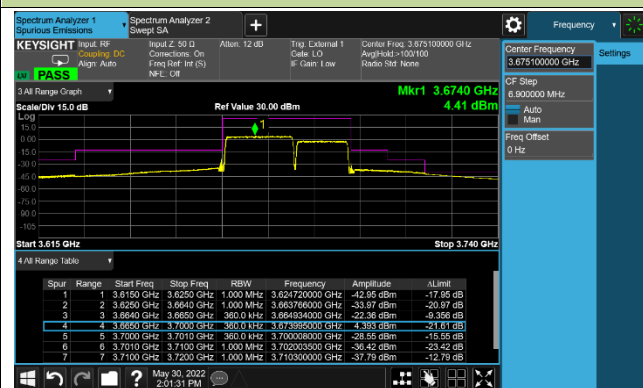 Spectrum Analyzer 1
Spurious Emissions
Spectrum Analyzer 2
Swept SA
Frequency
KEYSIGHT
Input: RF
Coupling: DC
Align: Auto
Input Z: 50 Ω
Corrections: On
Freq Ref: Int (S)
NFE: Off
Atten: 12 dB
Trig: External 1
Gate: LO
IF Gain: Low
Center Freq: 3.675100000 GHz
Avg|Hold:>100/100
Radio Std: None
PASS
Center Frequency
3.675100000 GHz
Settings
CF Step
6.900000 MHz
Auto
Man
Freq Offset
0 Hz
3 All Range Graph
Mkr1 3.6740 GHz
Scale/Div 15.0 dB
Ref Value 30.00 dBm
4.41 dBm
Log
15.0
0.00
-15.0
-30.0
-45.0
-60.0
-75.0
-90.0
-105
1
Start 3.615 GHz
Stop 3.740 GHz
4 All Range Table
Spur Range Start Freq Stop Freq RBW Frequency Amplitude ΔLimit
1 1 3.6150 GHz 3.6250 GHz 1.000 MHz 3.624720000 GHz -42.95 dBm -17.95 dB
2 2 3.6250 GHz 3.6640 GHz 1.000 MHz 3.663766000 GHz -33.97 dBm -20.97 dB
3 3 3.6640 GHz 3.6650 GHz 360.0 kHz 3.664934000 GHz -22.36 dBm -9.356 dB
4 4 3.6650 GHz 3.7000 GHz 360.0 kHz 3.673995000 GHz 4.393 dBm -21.61 dB
5 5 3.7000 GHz 3.7010 GHz 360.0 kHz 3.700008000 GHz -28.55 dBm -15.55 dB
6 6 3.7010 GHz 3.7100 GHz 1.000 MHz 3.702003500 GHz -36.42 dBm -23.42 dB
7 7 3.7100 GHz 3.7200 GHz 1.000 MHz 3.710300000 GHz -37.79 dBm -12.79 dB
May 30, 2022
2:01:31 PM